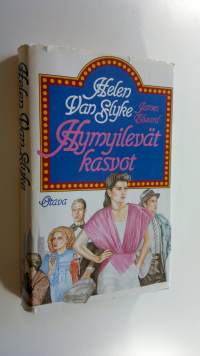 Helen Van Slyke
Helen
Van Slyke
James Elward
Hymyilevät
kasvot
Otava